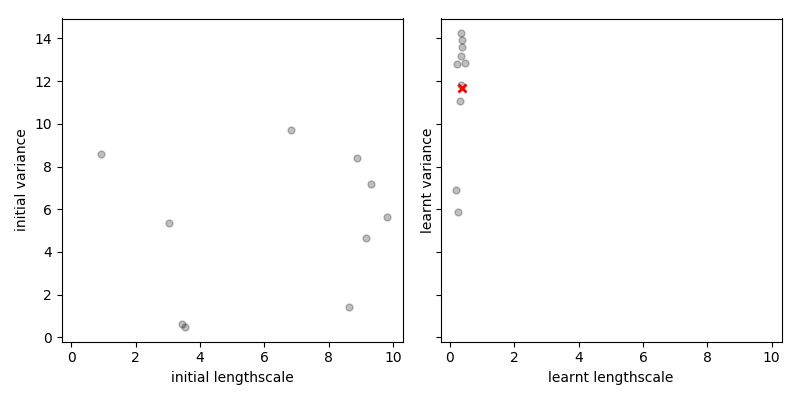 14
12
10
8
6
4
2
0
initial variance
0 2 4 6 8 10
initial lengthscale
learnt variance
0 2 4 6 8 10
learnt lengthscale